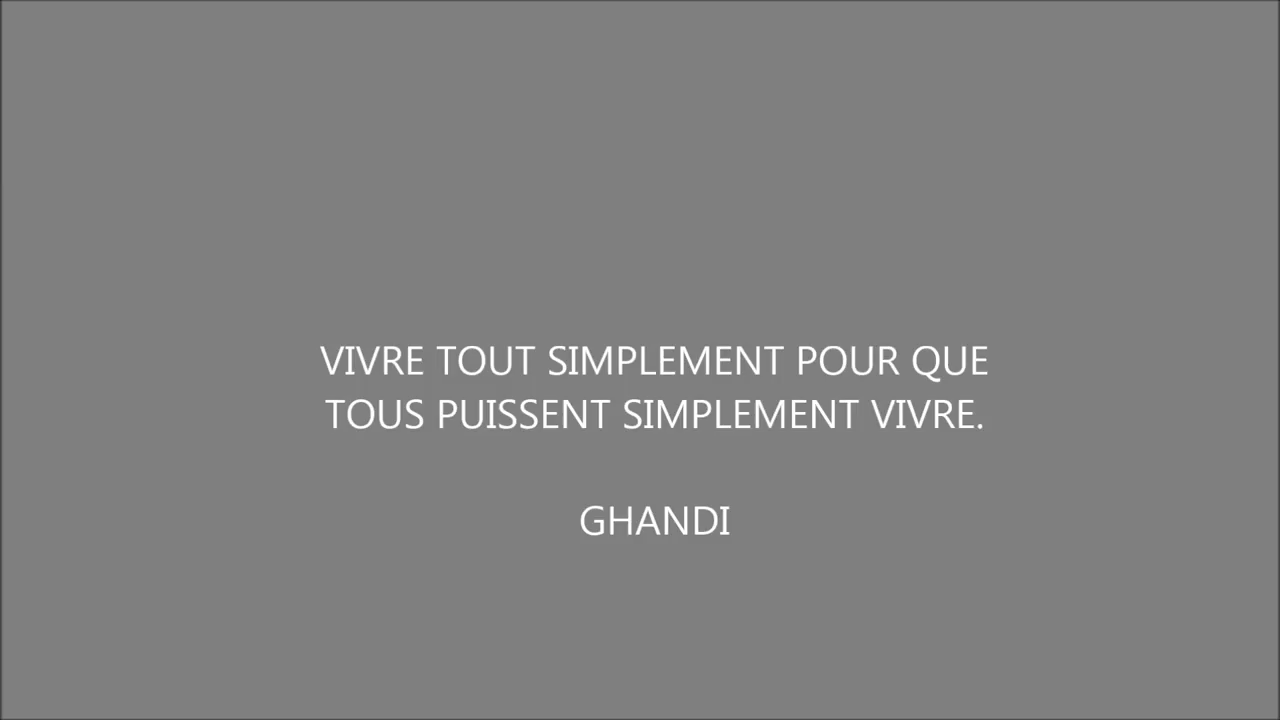 VIVRE TOUT SIMPLEMENT POUR QUE
TOUS PUISSENT SIMPLEMENT VIVRE.
GHANDI